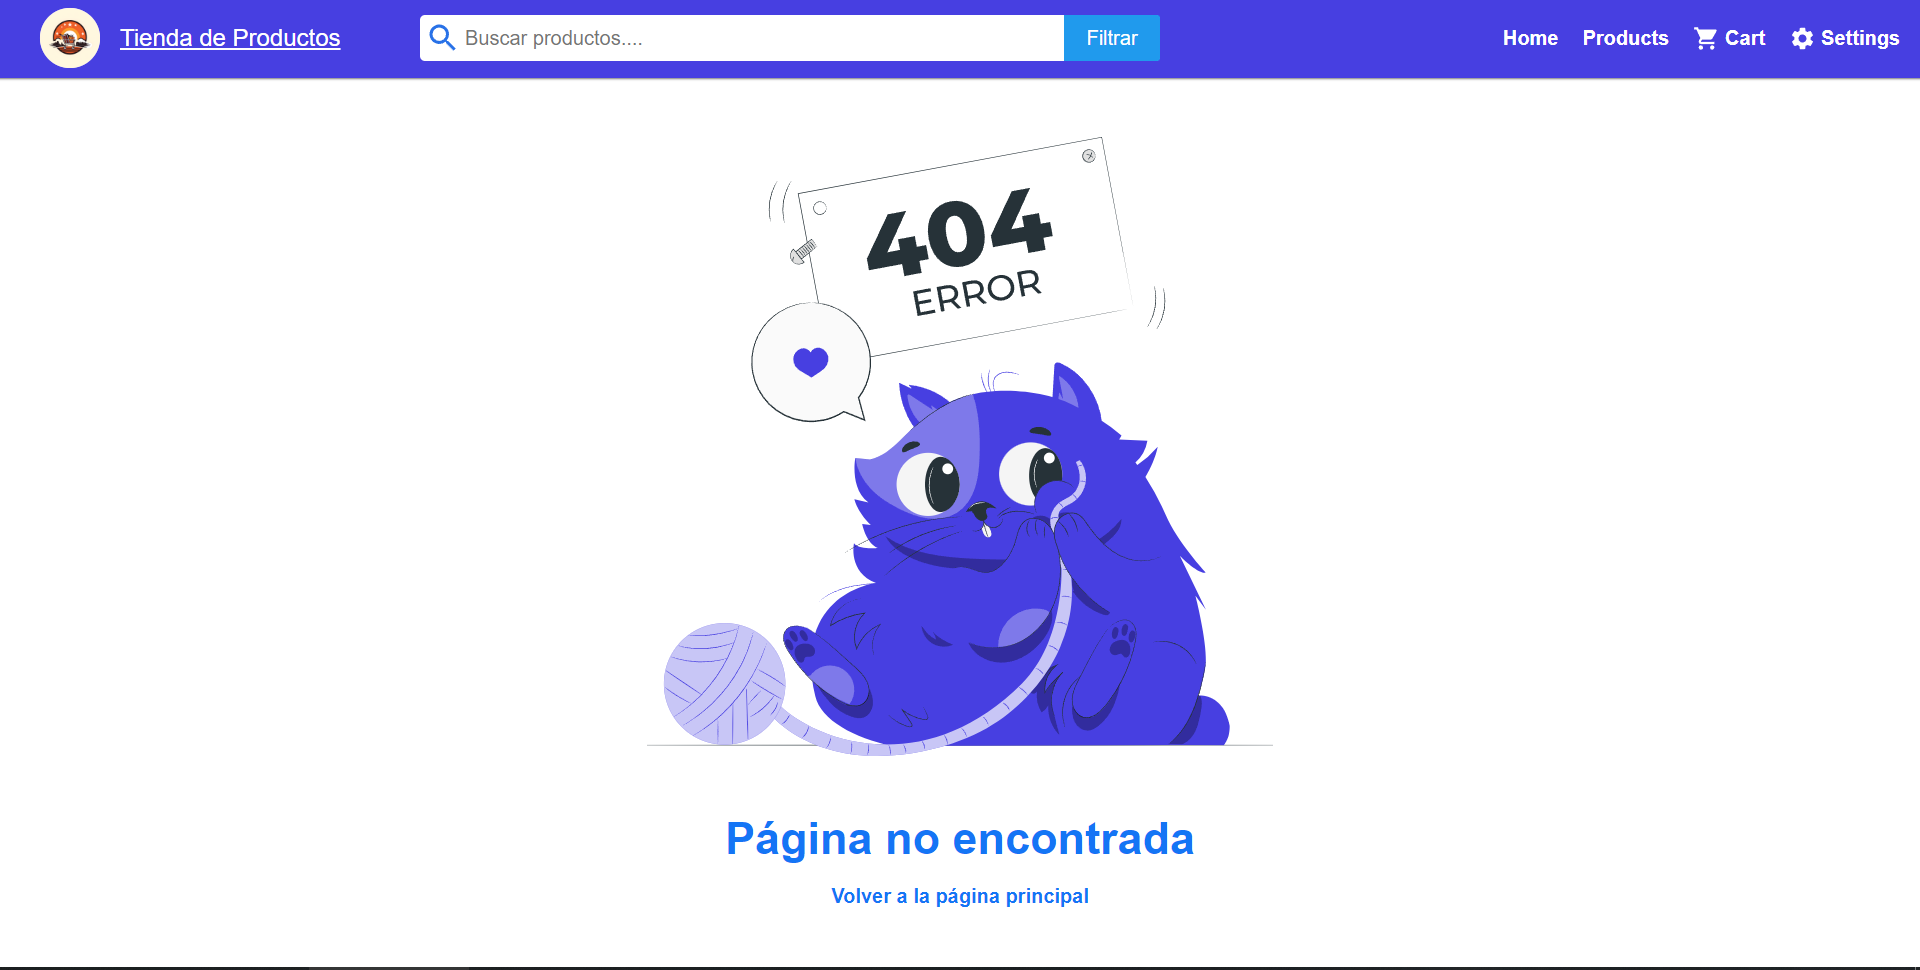 Tienda de Productos
Buscar productos....
Filtrar
Home
Products
Cart
Settings
404
ERROR
Página no encontrada
Volver a la página principal